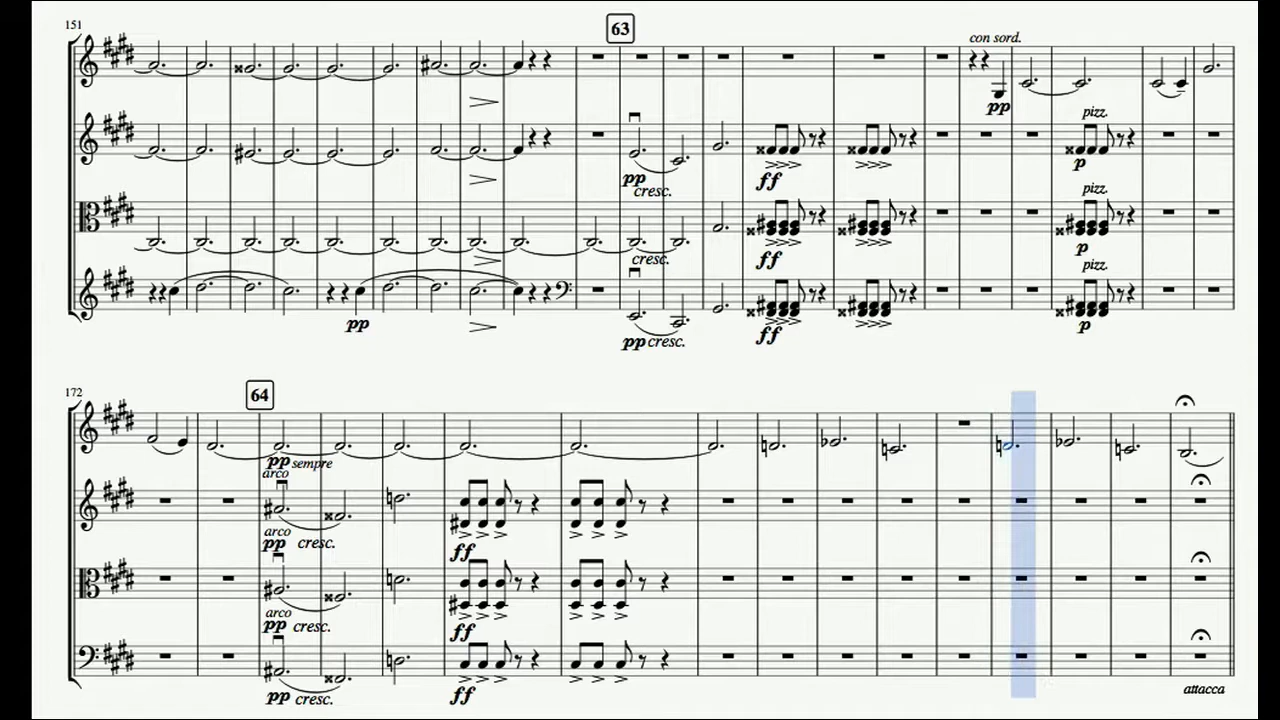 151
63
con sord.
pp
pizz.
pp
cresc.
ff
p
pizz.
cresc.
ff
p
pizz.
pp
pp cresc.
ff
p
172
64
pp sempre
arco
arco
pp cresc.
ff
arco
pp cresc.
ff
pp cresc.
ff
attacca